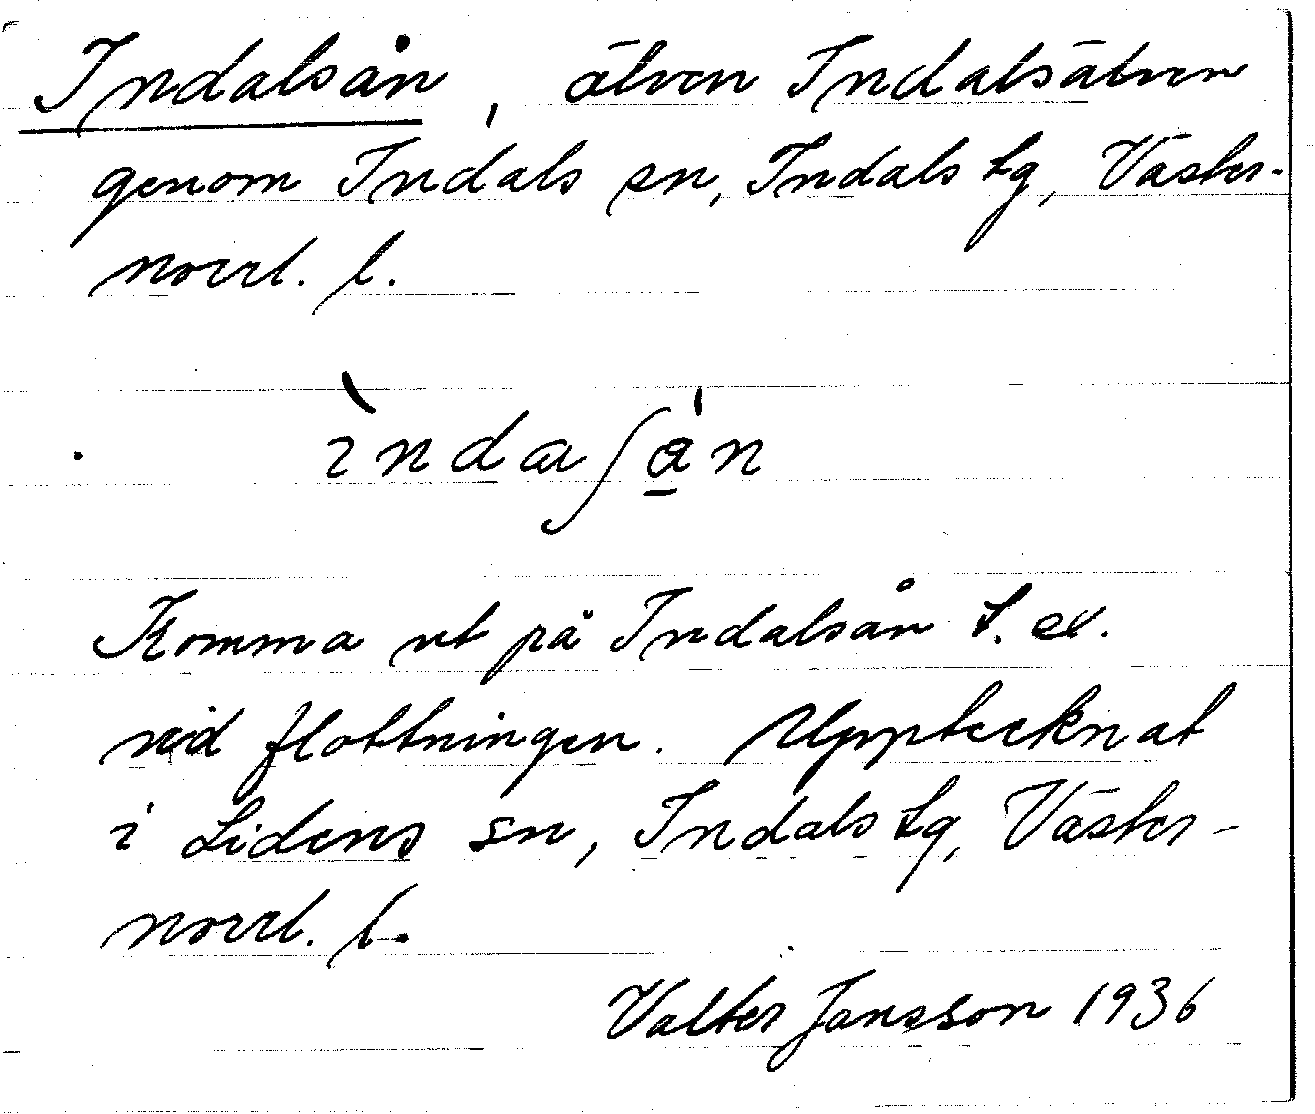 Indalsån, älven Indalsälven
genom Indals sn, Indals tg, Väster-
norrl. l.
ìndaʃǻ̱n
Komma ut på Indalsån t. ex.
vid flottningen. Upptecknat
i Lidens sn, Indals tg, Väster-
norrl. l.
Valter Jansson 1936